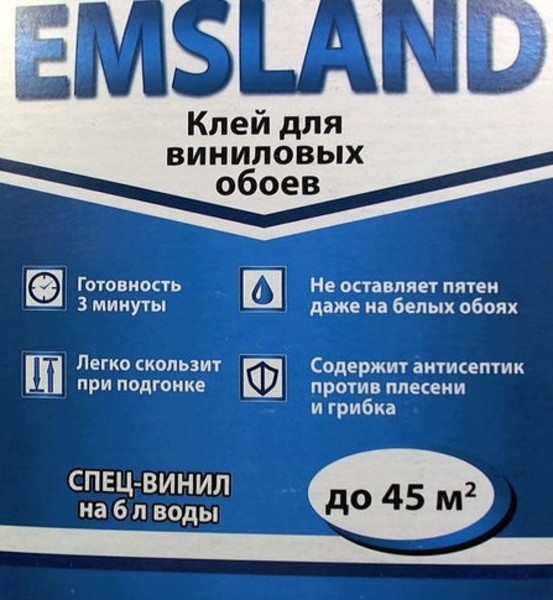 EMSLAND
Клей для
виниловых
обоев
Готовность
3 минуты
Не оставляет пятен
даже на белых обоях
Легко скользит
при подгонке
Содержит антисептик
против плесени
и грибка
СПЕЦ-ВИНИЛ
на 6 л воды
до 45 м²